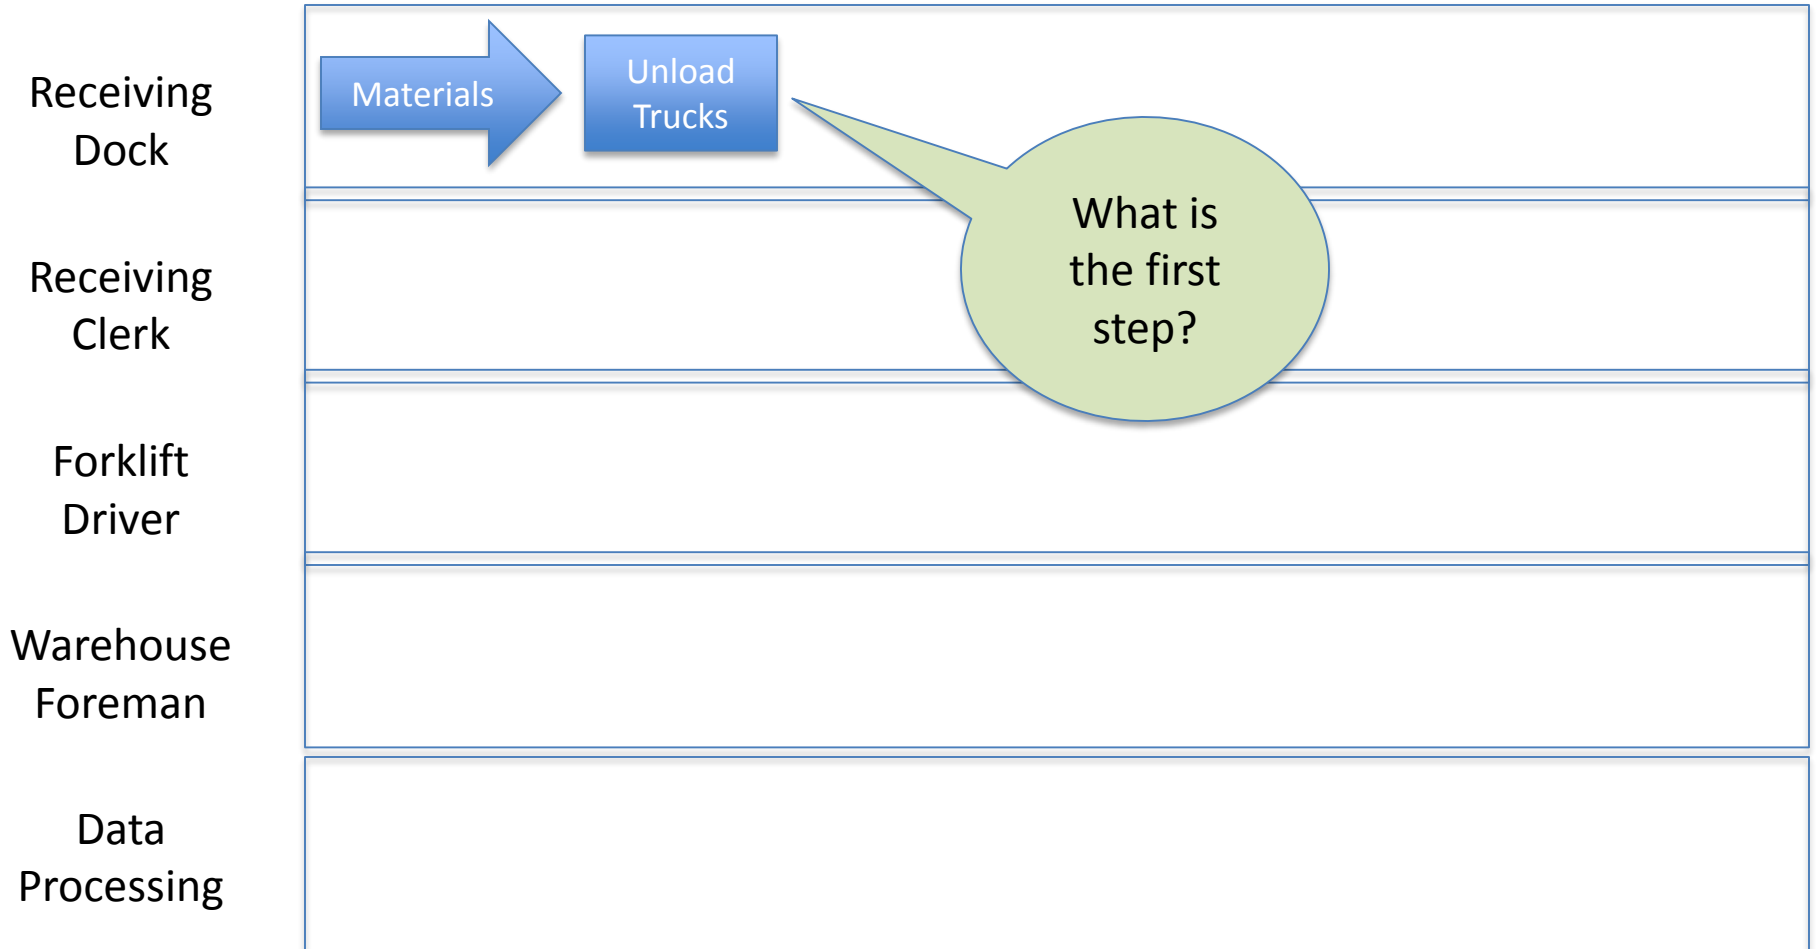 Receiving
Dock
Materials
Unload
Trucks
What is
the first
step?
Receiving
Clerk
Forklift
Driver
Warehouse
Foreman
Data
Processing